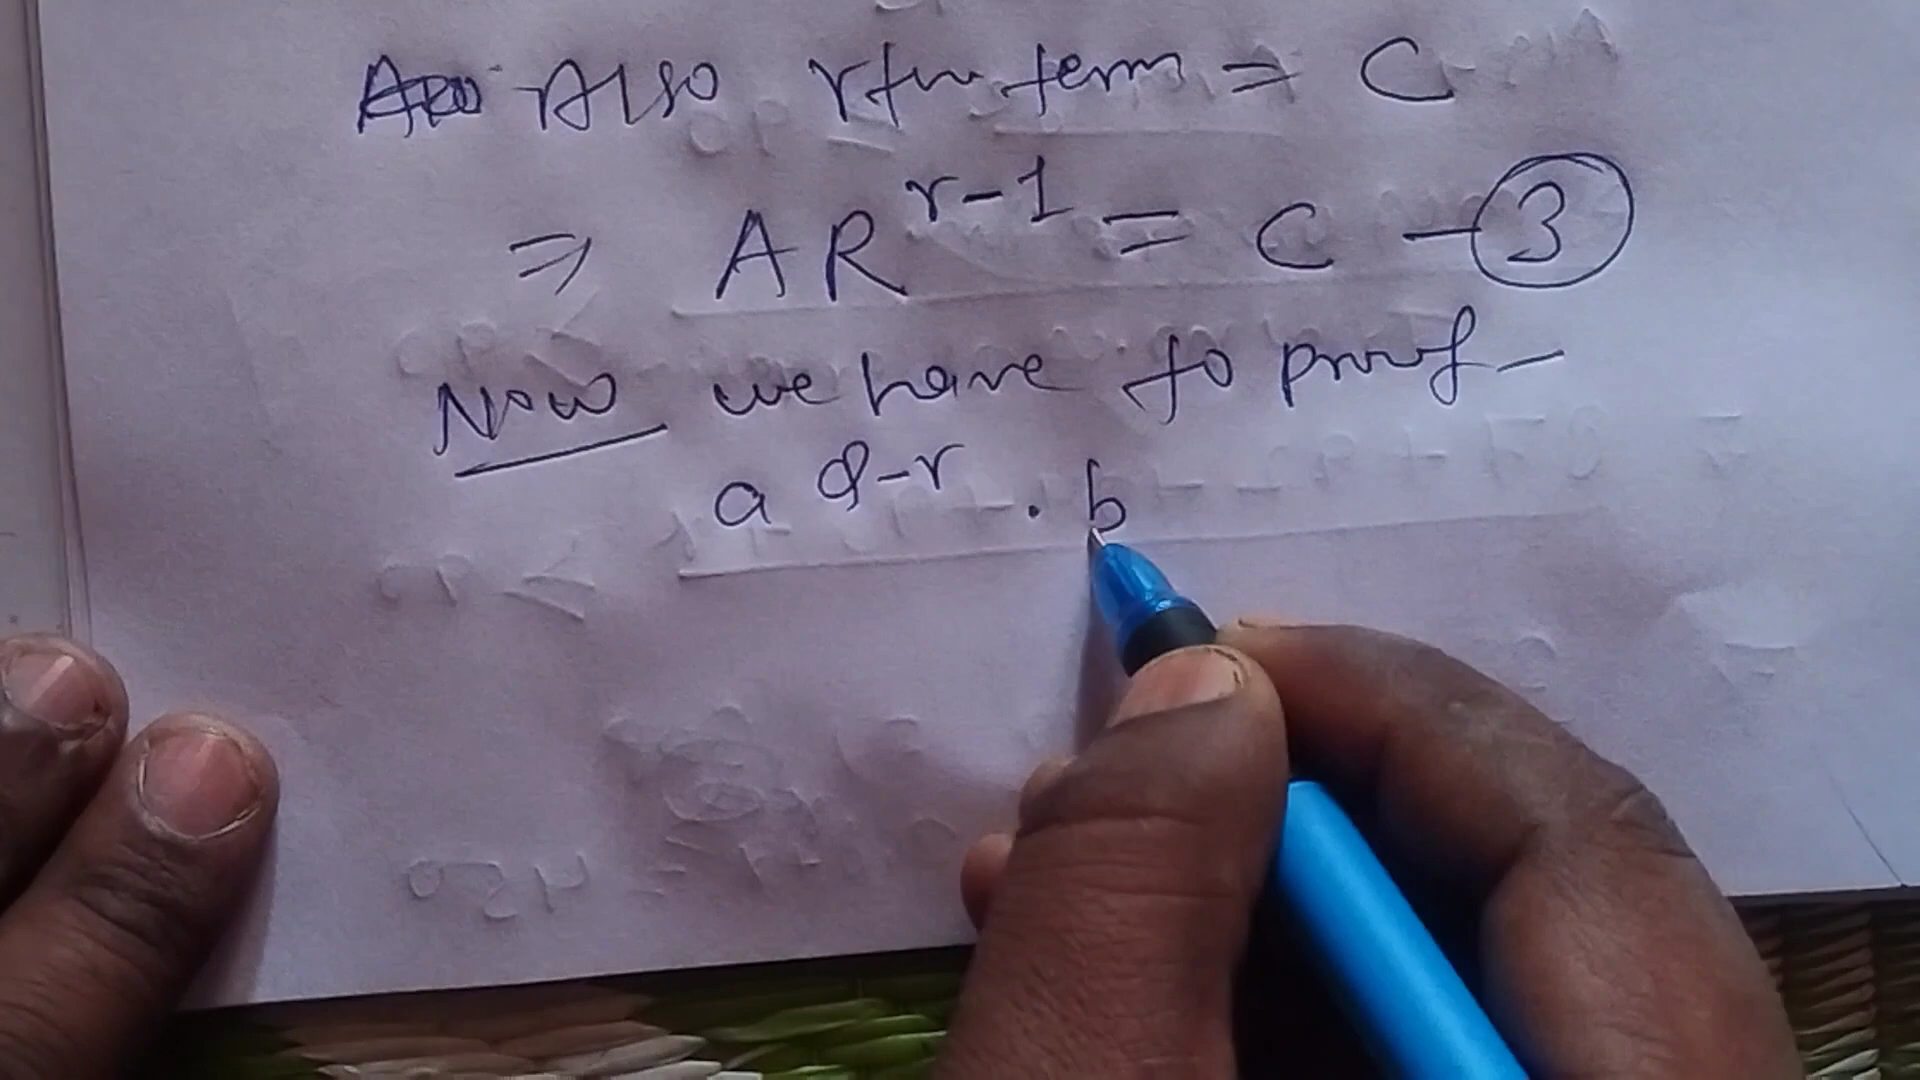 Also rth term = C
⇒ AR^(r-1) = C - ③
Now we have to proof -
a^(q-r) . b